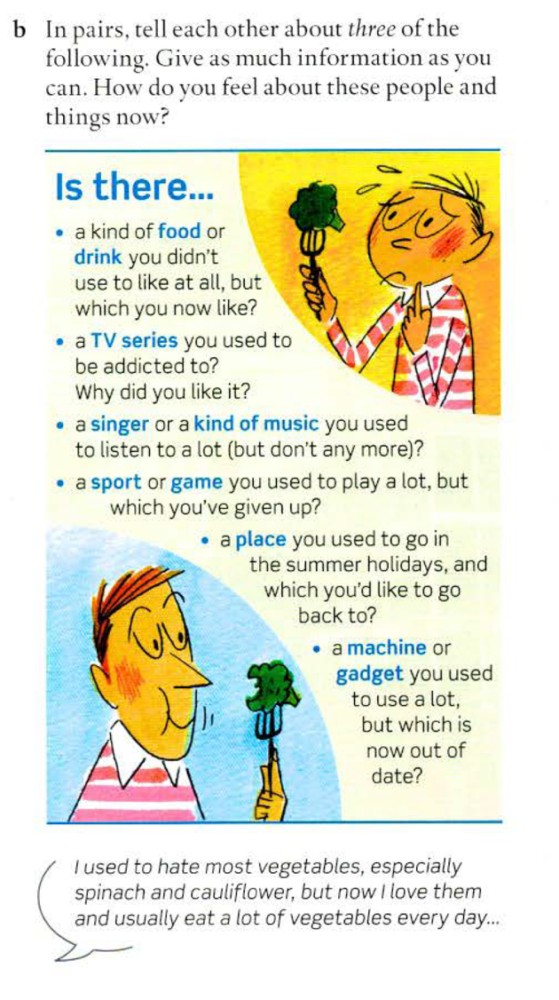 b In pairs, tell each other about three of the
following. Give as much information as you
can. How do you feel about these people and
things now?
Is there...
• a kind of food or
drink you didn't
use to like at all, but
which you now like?
• a TV series you used to
be addicted to?
Why did you like it?
• a singer or a kind of music you used
to listen to a lot (but don't any more)?
• a sport or game you used to play a lot, but
which you've given up?
• a place you used to go in
the summer holidays, and
which you'd like to go
back to?
• a machine or
gadget you used
to use a lot,
but which is
now out of
date?
I used to hate most vegetables, especially
spinach and cauliflower, but now I love them
and usually eat a lot of vegetables every day...